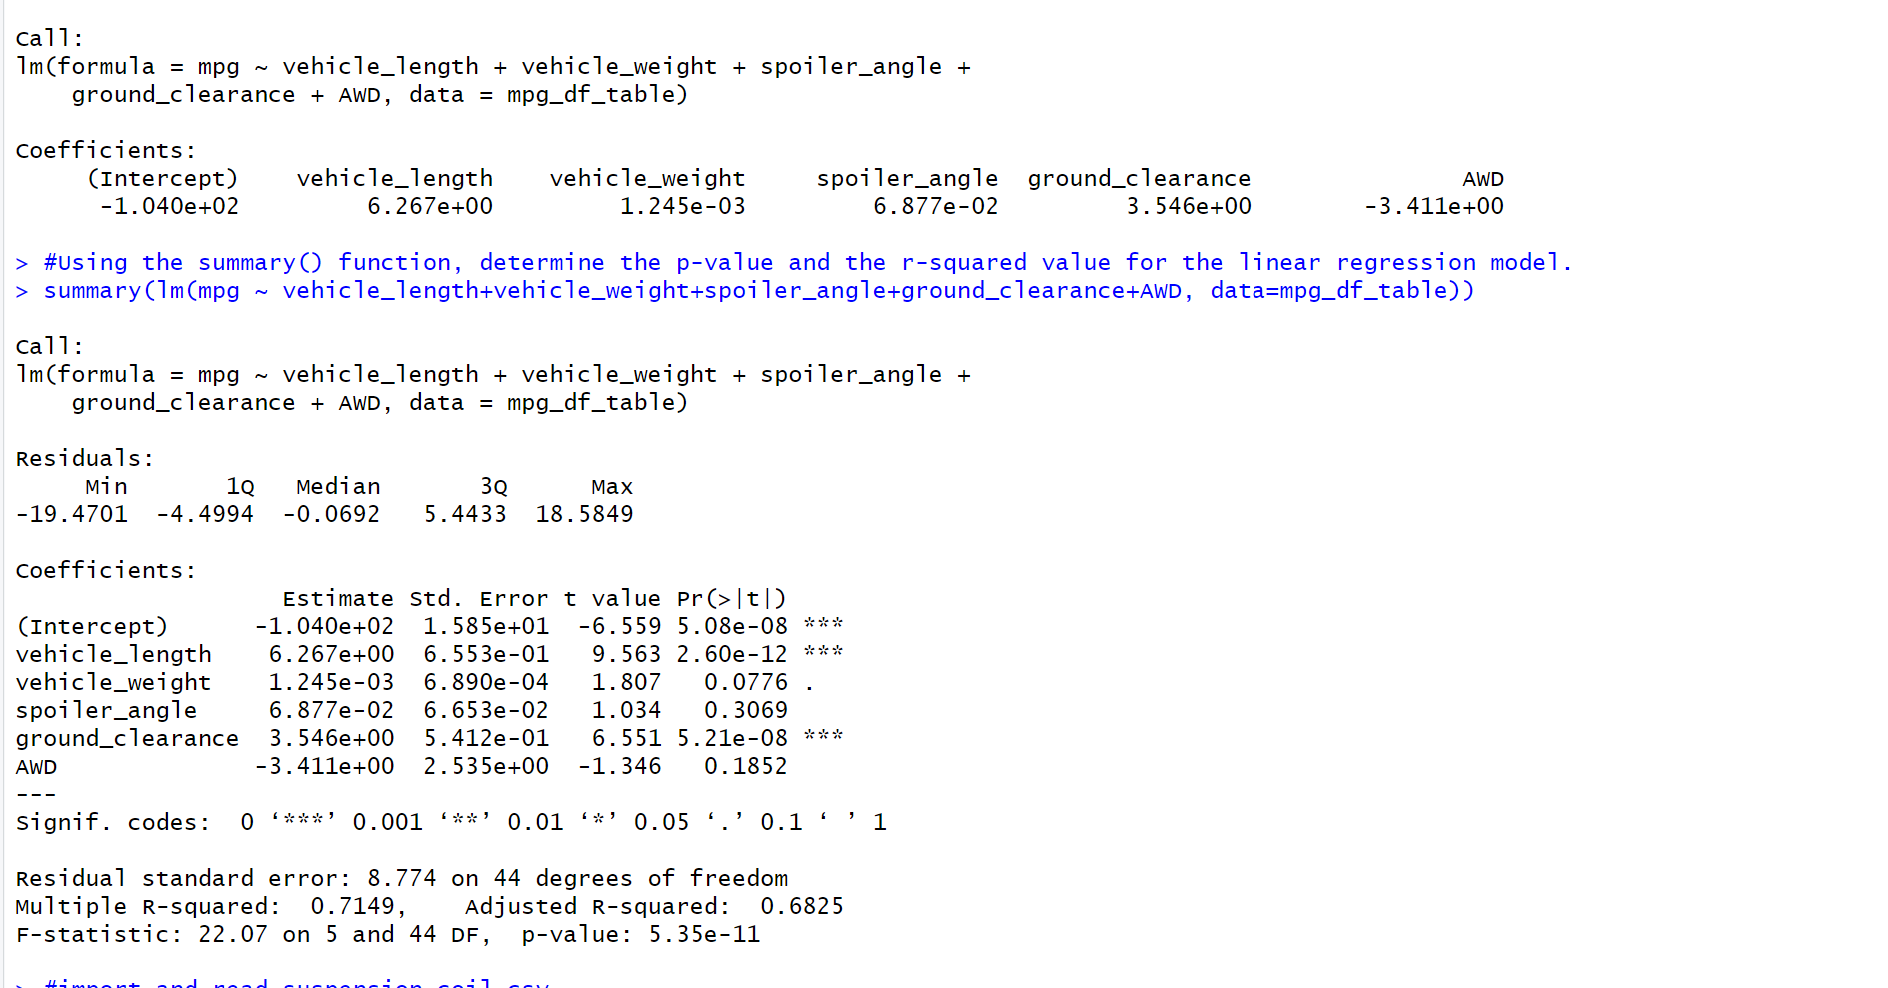 Call:
lm(formula = mpg ~ vehicle_length + vehicle_weight + spoiler_angle +
    ground_clearance + AWD, data = mpg_df_table)

Coefficients:
     (Intercept)    vehicle_length    vehicle_weight     spoiler_angle  ground_clearance               AWD
      -1.040e+02         6.267e+00         1.245e-03         6.877e-02         3.546e+00        -3.411e+00

> #Using the summary() function, determine the p-value and the r-squared value for the linear regression model.
> summary(lm(mpg ~ vehicle_length+vehicle_weight+spoiler_angle+ground_clearance+AWD, data=mpg_df_table))

Call:
lm(formula = mpg ~ vehicle_length + vehicle_weight + spoiler_angle +
    ground_clearance + AWD, data = mpg_df_table)

Residuals:
     Min       1Q   Median       3Q      Max
-19.4701  -4.4994  -0.0692   5.4433  18.5849

Coefficients:
                   Estimate Std. Error t value Pr(>|t|)
(Intercept)      -1.040e+02  1.585e+01  -6.559 5.08e-08 ***
vehicle_length    6.267e+00  6.553e-01   9.563 2.60e-12 ***
vehicle_weight    1.245e-03  6.890e-04   1.807   0.0776 .
spoiler_angle     6.877e-02  6.653e-02   1.034   0.3069
ground_clearance  3.546e+00  5.412e-01   6.551 5.21e-08 ***
AWD              -3.411e+00  2.535e+00  -1.346   0.1852
---
Signif. codes:  0 ‘***’ 0.001 ‘**’ 0.01 ‘*’ 0.05 ‘.’ 0.1 ‘ ’ 1

Residual standard error: 8.774 on 44 degrees of freedom
Multiple R-squared:  0.7149,    Adjusted R-squared:  0.6825
F-statistic: 22.07 on 5 and 44 DF,  p-value: 5.35e-11

> #import and read suspension coil csv